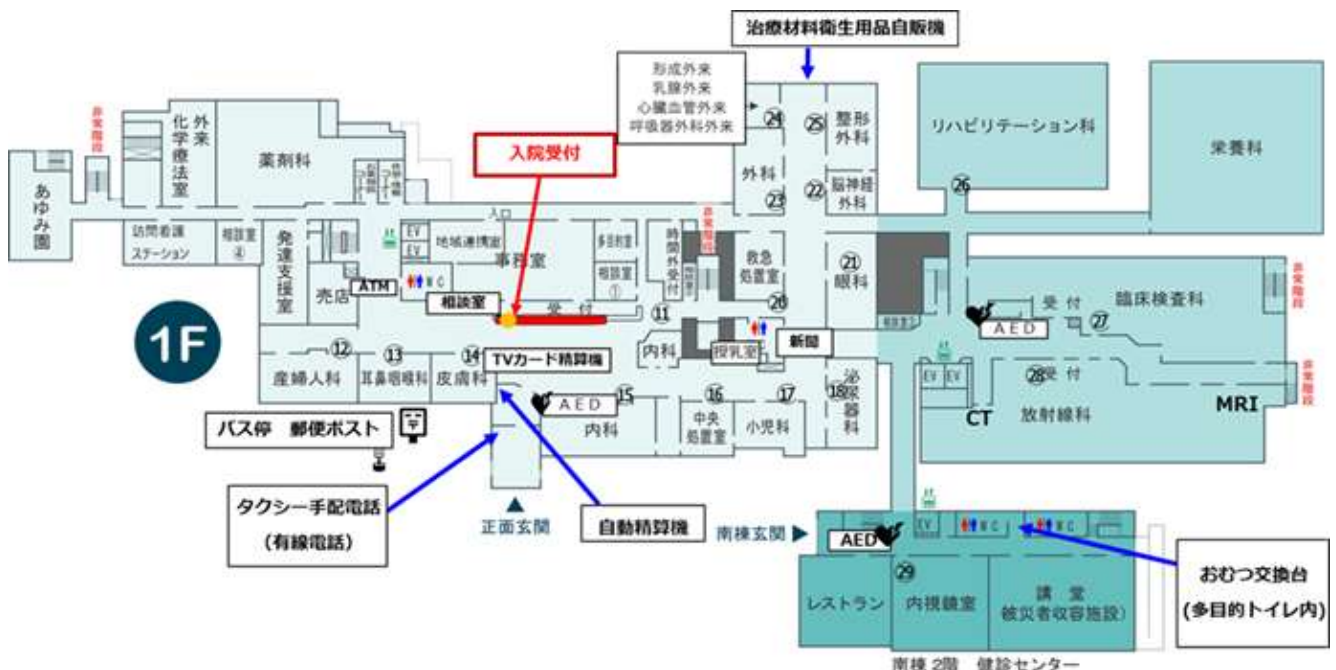 治療材料衛生用品自販機
形成外来
乳腺外来
心臓血管外来
呼吸器外科外来
入院受付
非常階段
あゆみ園
外来
化学療法室
薬剤科
訪問看護
ステーション
相談室
④
発達支援室
売店
ATM
EV
EV
WC
地域連携室
入口
事務室
多目的室
相談室
①
時間外受付
非常階段
相談室
受付
⑪
TVカード精算機
内科
授乳室
新聞
救急
処置室
⑳
外科
㉓
㉔
㉕
整形
外科
㉒
脳神経
外科
㉑
眼科
リハビリテーション科
㉖
栄養科
受付
臨床検査科
㉗
AED
非常階段
EV
EV
㉘
受付
CT
放射線科
MRI
非常階段
1F
⑫
産婦人科
⑬
耳鼻咽喉科
⑭
皮膚科
AED
⑮
内科
⑯
中央
処置室
⑰
小児科
⑱
泌尿器科
バス停 郵便ポスト
タクシー手配電話
(有線電話)
正面玄関
自動精算機
南棟玄関
AED
EV
WC
WC
レストラン
㉙
内視鏡室
講堂
被災者収容施設)
おむつ交換台
(多目的トイレ内)
南棟2階 健診センター